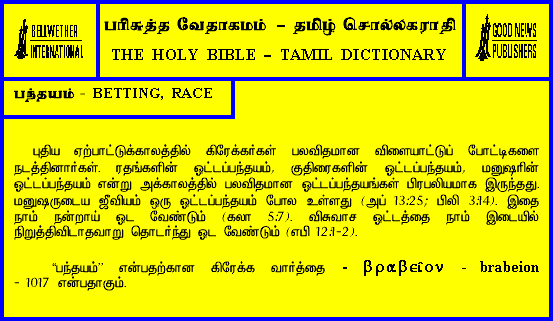 BELLWETHER
INTERNATIONAL
பரிசுத்த வேதாகமம் – தமிழ் சொல்லகராதி
THE HOLY BIBLE – TAMIL DICTIONARY
GOOD NEWS
PUBLISHERS
பந்தயம் - BETTING, RACE
புதிய ஏற்பாட்டுக்காலத்தில் கிரேக்கர்கள் பலவிதமான விளையாட்டுப் போட்டிகளை
நடத்தினார்கள். ரதங்களின் ஓட்டப்பந்தயம், குதிரைகளின் ஓட்டப்பந்தயம், மனுஷரின்
ஓட்டப்பந்தயம் என்று அக்காலத்தில் பலவிதமான ஓட்டப்பந்தயங்கள் பிரபலியமாக இருந்தது.
மனுஷருடைய ஜீவியம் ஒரு ஓட்டப்பந்தயம் போல உள்ளது (அப் 13:25; பிலி 3:14). இதை
நாம் நன்றாய் ஓட வேண்டும் (கலா 5:7). விசுவாச ஓட்டத்தை நாம் இடையில்
நிறுத்திவிடாதவாறு தொடர்ந்து ஓட வேண்டும் (எபி 12:1-2).
“பந்தயம்” என்பதற்கான கிரேக்க வார்த்தை - βραβεῖον - brabeion
- 1017 என்பதாகும்.